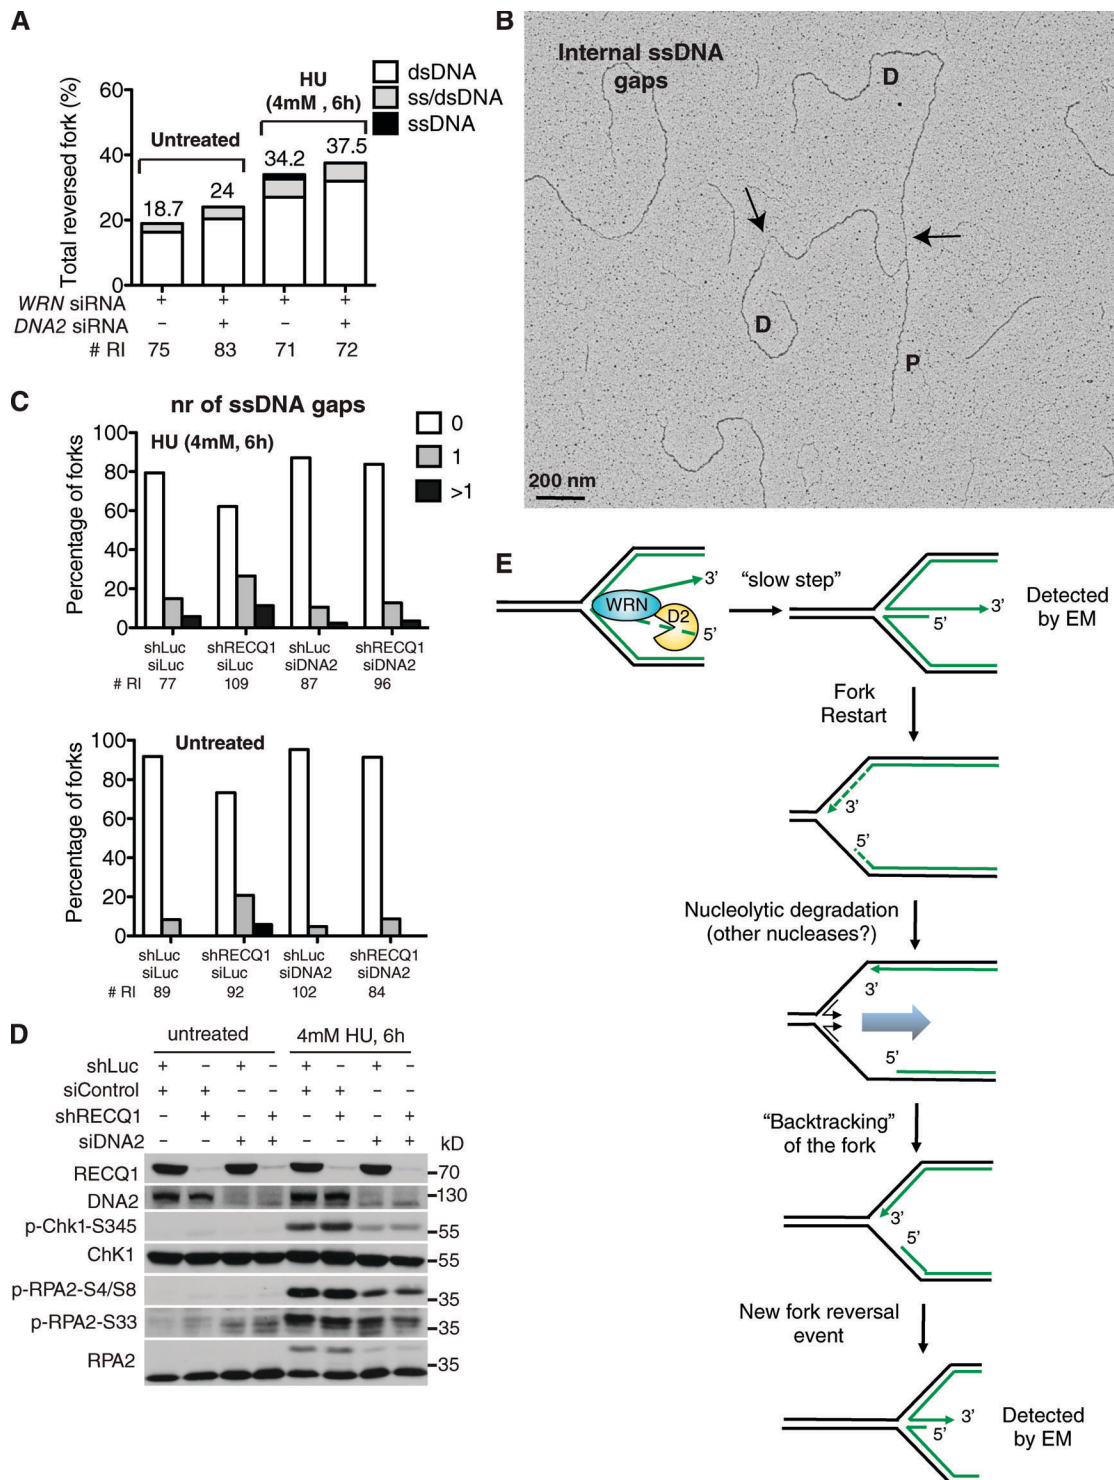 A
Total reversed fork (%)
60
40
20
0
dsDNA
ss/dsDNA
ssDNA
HU
(4mM , 6h)
Untreated
18.7
24
34.2
37.5
WRN siRNA + + + +
DNA2 siRNA – + – +
# RI 75 83 71 72
B
Internal ssDNA
gaps
D
D
P
200 nm
C
nr of ssDNA gaps
HU (4mM, 6h)
0
1
>1
Percentage of forks
100
80
60
40
20
0
shLuc shRECQ1 shLuc shRECQ1
siLuc siLuc siDNA2 siDNA2
# RI 77 109 87 96
Untreated
Percentage of forks
100
80
60
40
20
0
shLuc shRECQ1 shLuc shRECQ1
siLuc siLuc siDNA2 siDNA2
# RI 89 92 102 84
D
untreated 4mM HU, 6h
shLuc + – + – + – + –
siControl + + – – + + – –
shRECQ1 – + – + – + – +
siDNA2 – – + + – – + +
kD
RECQ1 70
DNA2 130
p-Chk1-S345 55
ChK1 55
p-RPA2-S4/S8 35
p-RPA2-S33 35
RPA2 35
E
WRN
D2
3’
5’
“slow step”
3’
5’
Detected
by EM
Fork
Restart
3’
5’
Nucleolytic degradation
(other nucleases?)
3’
5’
“Backtracking”
of the fork
3’
5’
New fork reversal
event
3’
5’
Detected
by EM